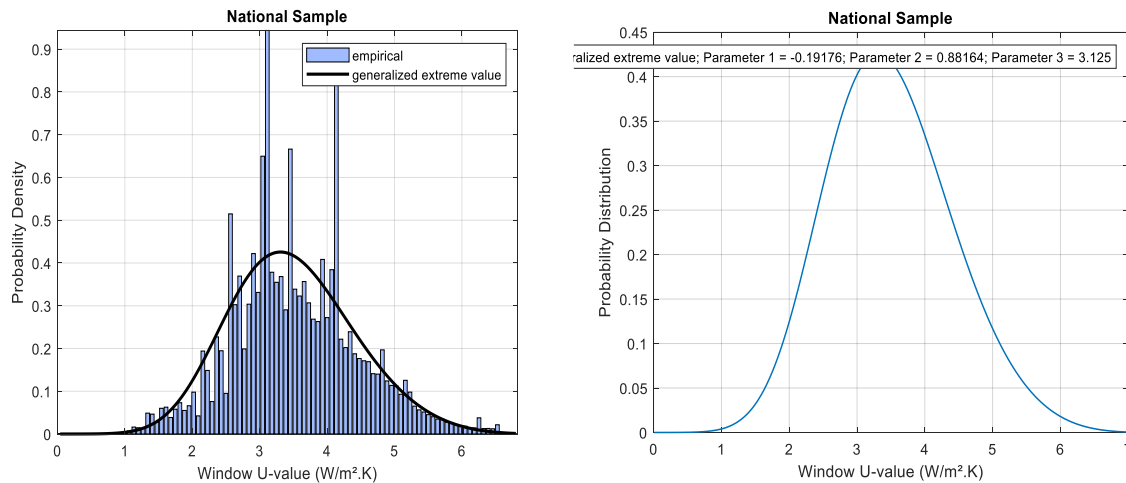 National Sample
0.9
0.8
0.7
0.6
0.5
0.4
0.3
0.2
0.1
0
Probability Density
empirical
generalized extreme value
0 1 2 3 4 5 6
Window U-value (W/m².K)
National Sample
0.45
0.4
0.35
0.3
0.25
0.2
0.15
0.1
0.05
0
Probability Distribution
ralized extreme value; Parameter 1 = -0.19176; Parameter 2 = 0.88164; Parameter 3 = 3.125
0 1 2 3 4 5 6
Window U-value (W/m².K)